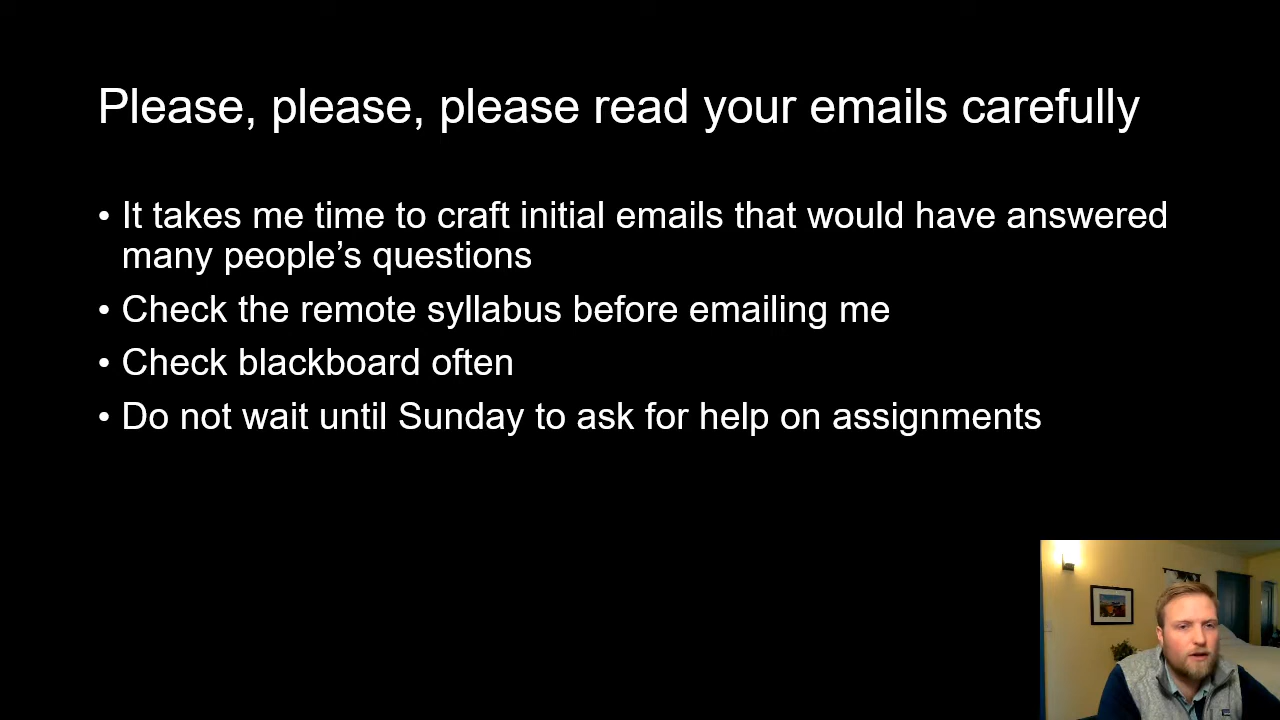 Please, please, please read your emails carefully
• It takes me time to craft initial emails that would have answered
many people’s questions
• Check the remote syllabus before emailing me
• Check blackboard often
• Do not wait until Sunday to ask for help on assignments